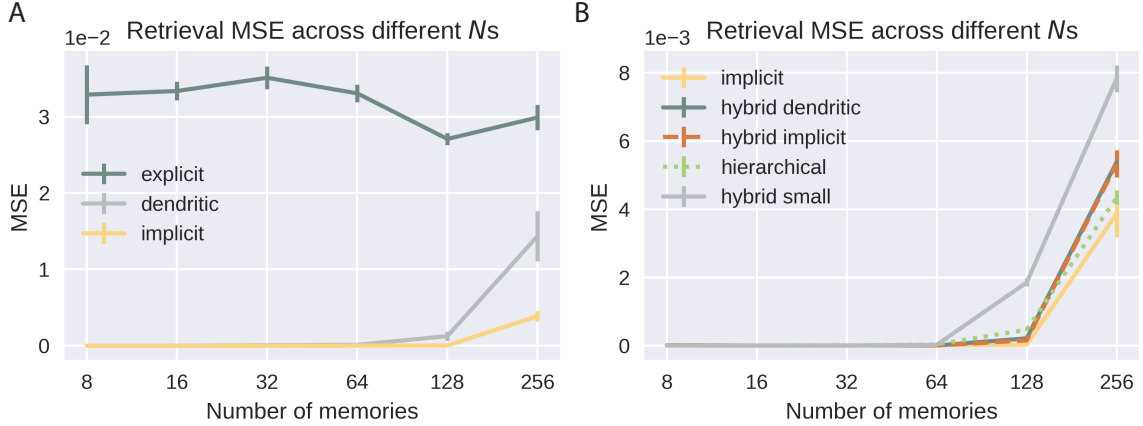 A
Retrieval MSE across different Ns
1e−2
MSE
3
2
1
0
explicit
dendritic
implicit
8 16 32 64 128 256
Number of memories
B
Retrieval MSE across different Ns
1e−3
MSE
8
6
4
2
0
implicit
hybrid dendritic
hybrid implicit
hierarchical
hybrid small
8 16 32 64 128 256
Number of memories